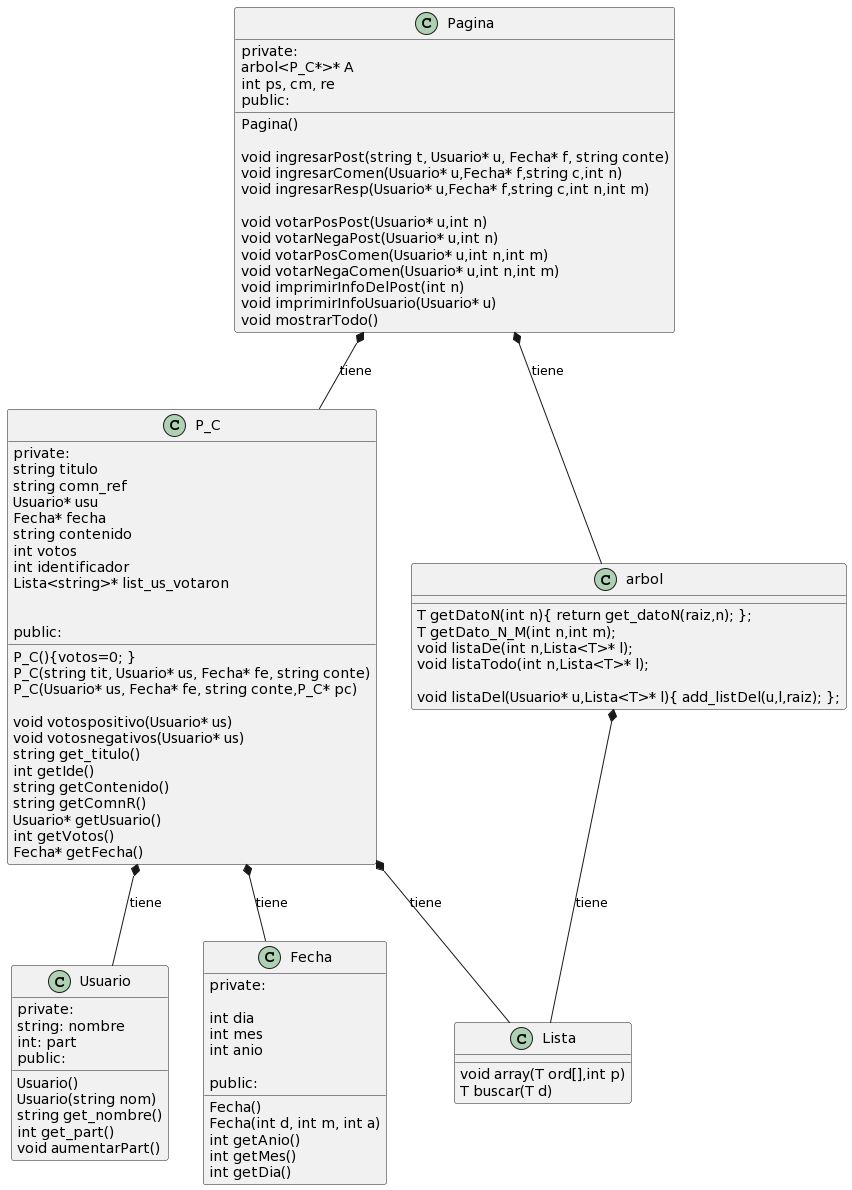 C Pagina
private:
arbol<P_C*>* A
int ps, cm, re
public:
Pagina()
void ingresarPost(string t, Usuario* u, Fecha* f, string conte)
void ingresarComen(Usuario* u,Fecha* f,string c,int n)
void ingresarResp(Usuario* u,Fecha* f,string c,int n,int m)
void votarPosPost(Usuario* u,int n)
void votarNegaPost(Usuario* u,int n)
void votarPosComen(Usuario* u,int n,int m)
void votarNegaComen(Usuario* u,int n,int m)
void imprimirInfoDelPost(int n)
void imprimirInfoUsuario(Usuario* u)
void mostrarTodo()
tiene
tiene
C P_C
private:
string titulo
string comn_ref
Usuario* usu
Fecha* fecha
string contenido
int votos
int identificador
Lista<string>* list_us_votaron
public:
P_C(){votos=0; }
P_C(string tit, Usuario* us, Fecha* fe, string conte)
P_C(Usuario* us, Fecha* fe, string conte,P_C* pc)
void votospositivo(Usuario* us)
void votosnegativos(Usuario* us)
string get_titulo()
int getIde()
string getContenido()
string getComnR()
Usuario* getUsuario()
int getVotos()
Fecha* getFecha()
C arbol
T getDatoN(int n){ return get_datoN(raiz,n); };
T getDato_N_M(int n,int m);
void listaDe(int n,Lista<T>* l);
void listaTodo(int n,Lista<T>* l);
void listaDel(Usuario* u,Lista<T>* l){ add_listDel(u,l,raiz); };
tiene
tiene
tiene
tiene
C Usuario
private:
string: nombre
int: part
public:
Usuario()
Usuario(string nom)
string get_nombre()
int get_part()
void aumentarPart()
C Fecha
private:
int dia
int mes
int anio
public:
Fecha()
Fecha(int d, int m, int a)
int getAnio()
int getMes()
int getDia()
C Lista
void array(T ord[],int p)
T buscar(T d)